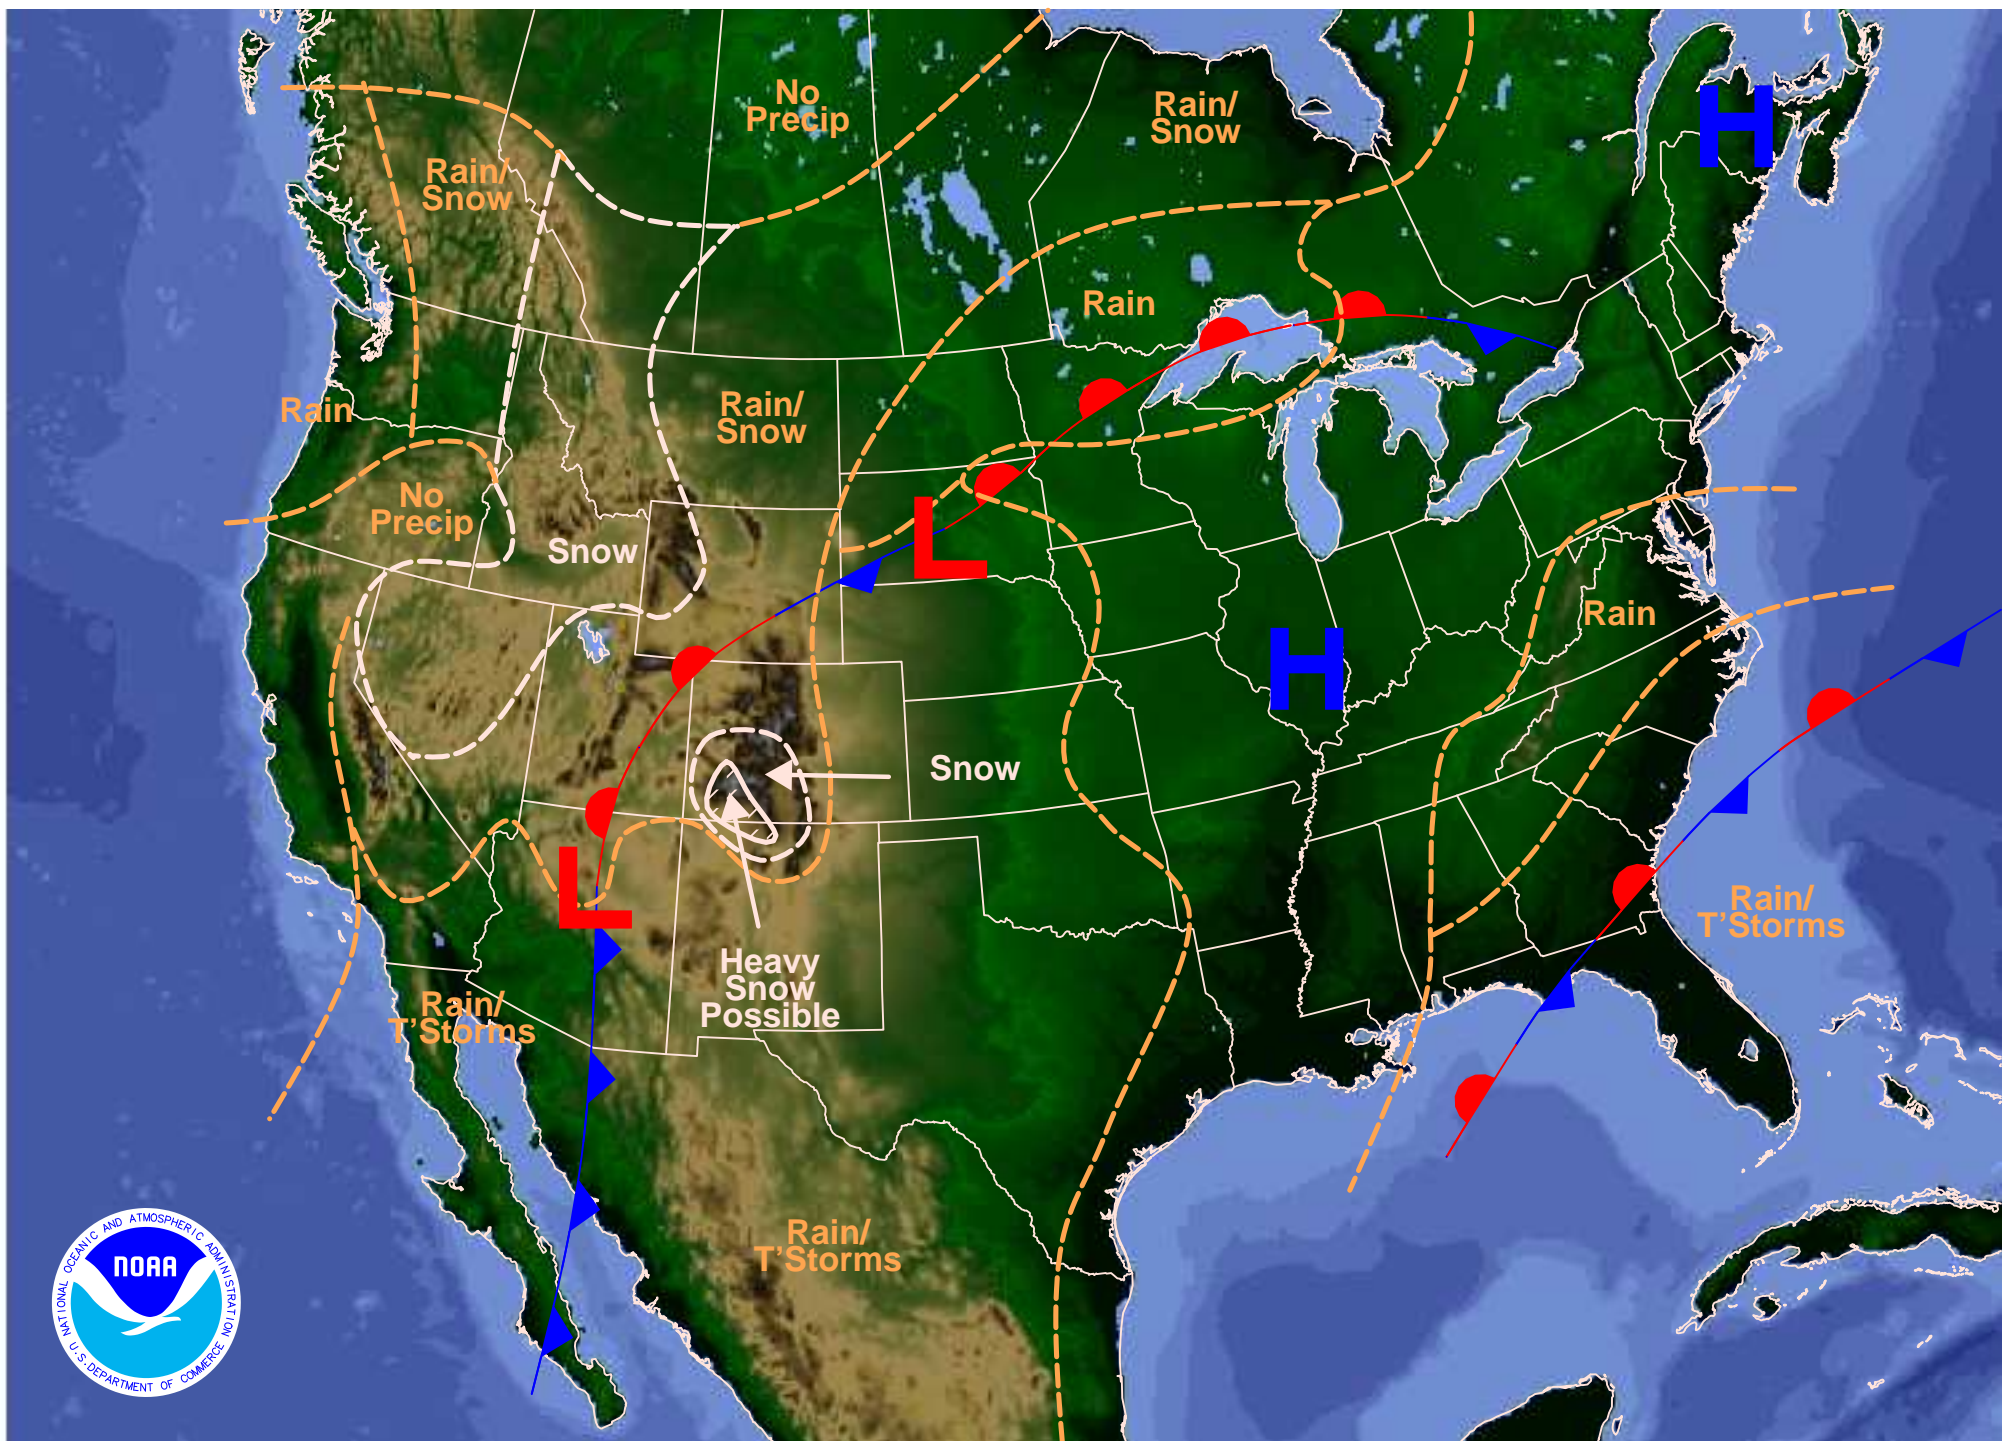 No
Precip
Rain/
Snow
H
Rain/
Snow
Rain
Rain
Rain/
Snow
No
Precip
L
Snow
Rain
H
Snow
L
Rain/
T'Storms
Heavy
Snow
Possible
Rain/
T'Storms
Rain/
T'Storms
NATIONAL OCEANIC AND ATMOSPHERIC ADMINISTRATION
NOAA
U.S. DEPARTMENT OF COMMERCE